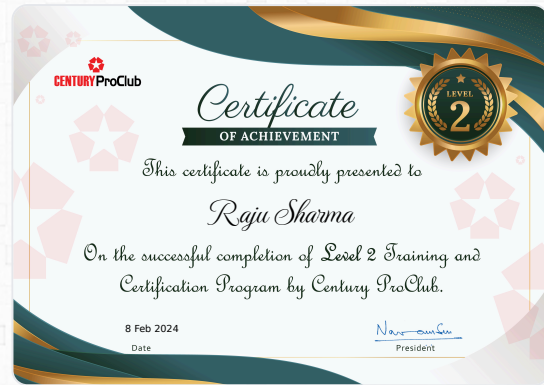 CENTURY ProClub
Certificate
OF ACHIEVEMENT
LEVEL
2
This certificate is proudly presented to
Raju Sharma
On the successful completion of Level 2 Training and
Certification Program by Century ProClub.
8 Feb 2024
Date
President